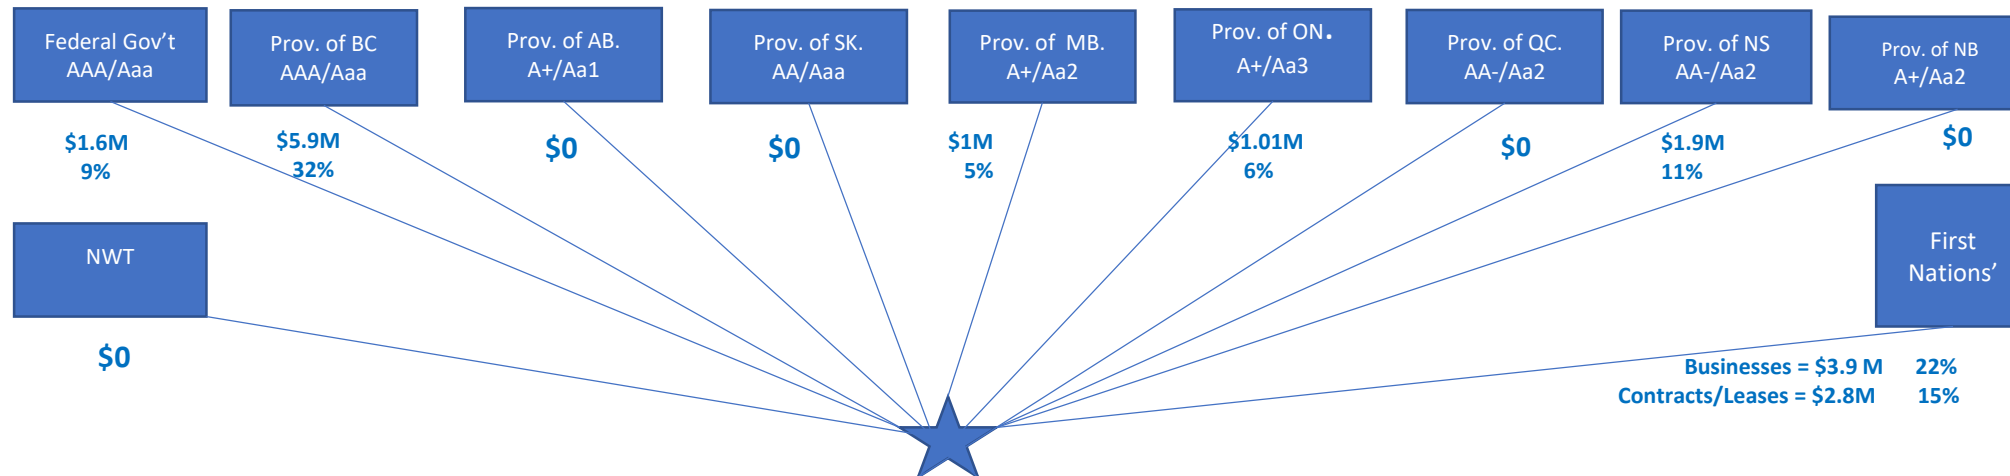 Federal Gov’t
AAA/Aaa
Prov. of BC
AAA/Aaa
Prov. of AB.
A+/Aa1
Prov. of SK.
AA/Aaa
Prov. of  MB.
A+/Aa2
Prov. of ON.
A+/Aa3
Prov. of QC.
AA-/Aa2
Prov. of NS
AA-/Aa2
Prov. of NB
A+/Aa2
$1.6M
9%
$5.9M
32%
$0
$0
$1M
5%
$1.01M
6%
$0
$1.9M
11%
$0
NWT
$0
First
Nations’
Businesses = $3.9 M 22%
Contracts/Leases = $2.8M 15%